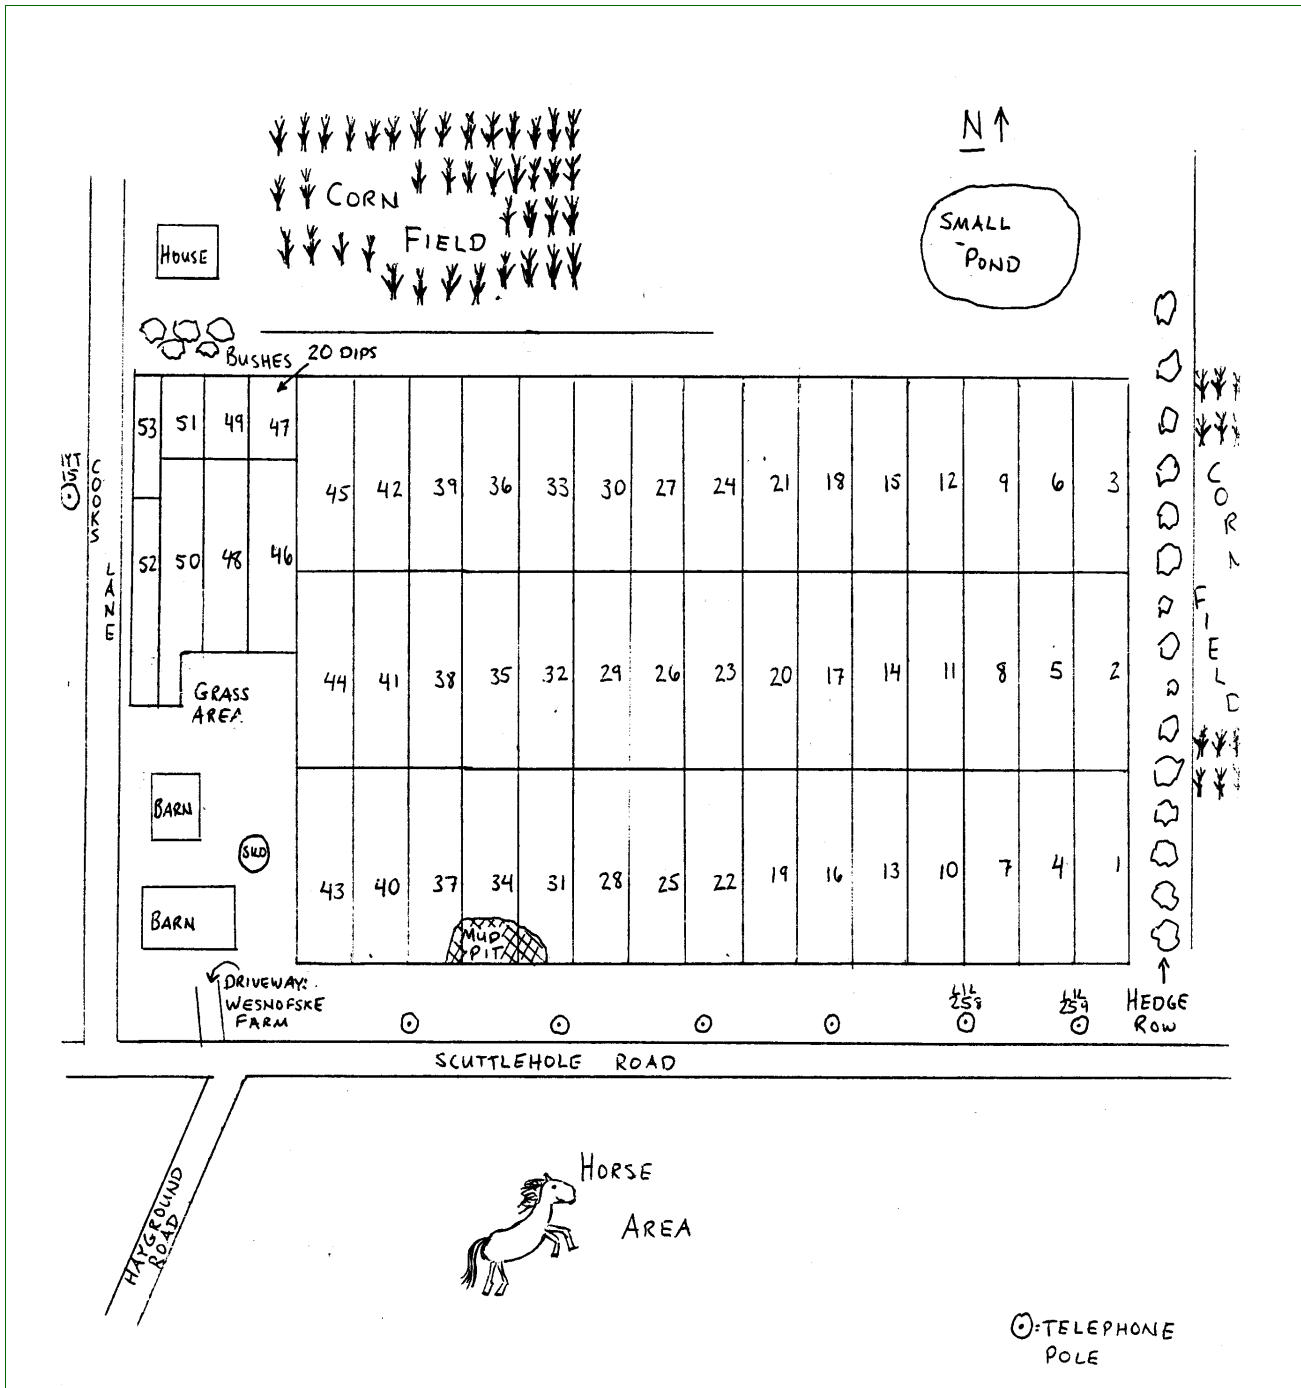 N
CORN
FIELD
SMALL
POND
HOUSE
BUSHES
20 DIPS
53 51 49 47
45 42 39 36 33 30 27 24 21 18 15 12 9 6 3
52 50 48 46
COOKS
LANE
CORN
FIELD
44 41 38 35 32 29 26 23 20 17 14 11 8 5 2
GRASS
AREA
BARN
43 40 37 34 31 28 25 22 19 16 13 10 7 4 1
BARN
MUD
PIT
DRIVEWAY:
WESNOFSKE
FARM
258
259
HEDGE
ROW
SCUTTLEHOLE ROAD
HAYGROUND
ROAD
HORSE
AREA
:TELEPHONE
POLE